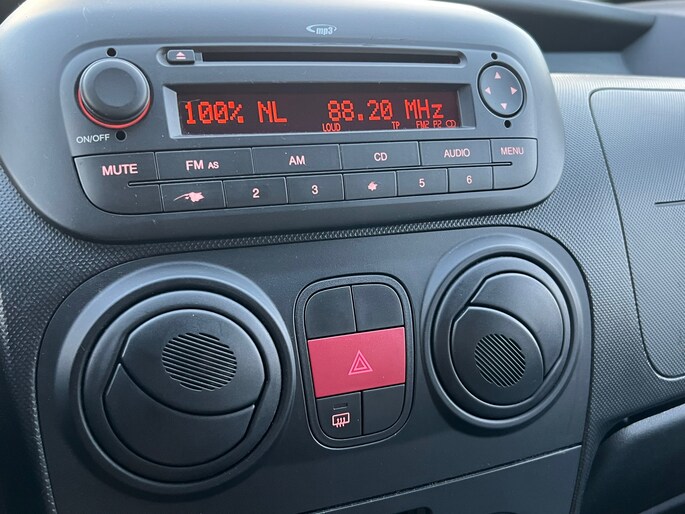 mp3
100% NL 88.20 MHz
LOUD TP FM2 P2 CD
ON/OFF
MUTE FM AS AM CD AUDIO MENU
2 3 5 6